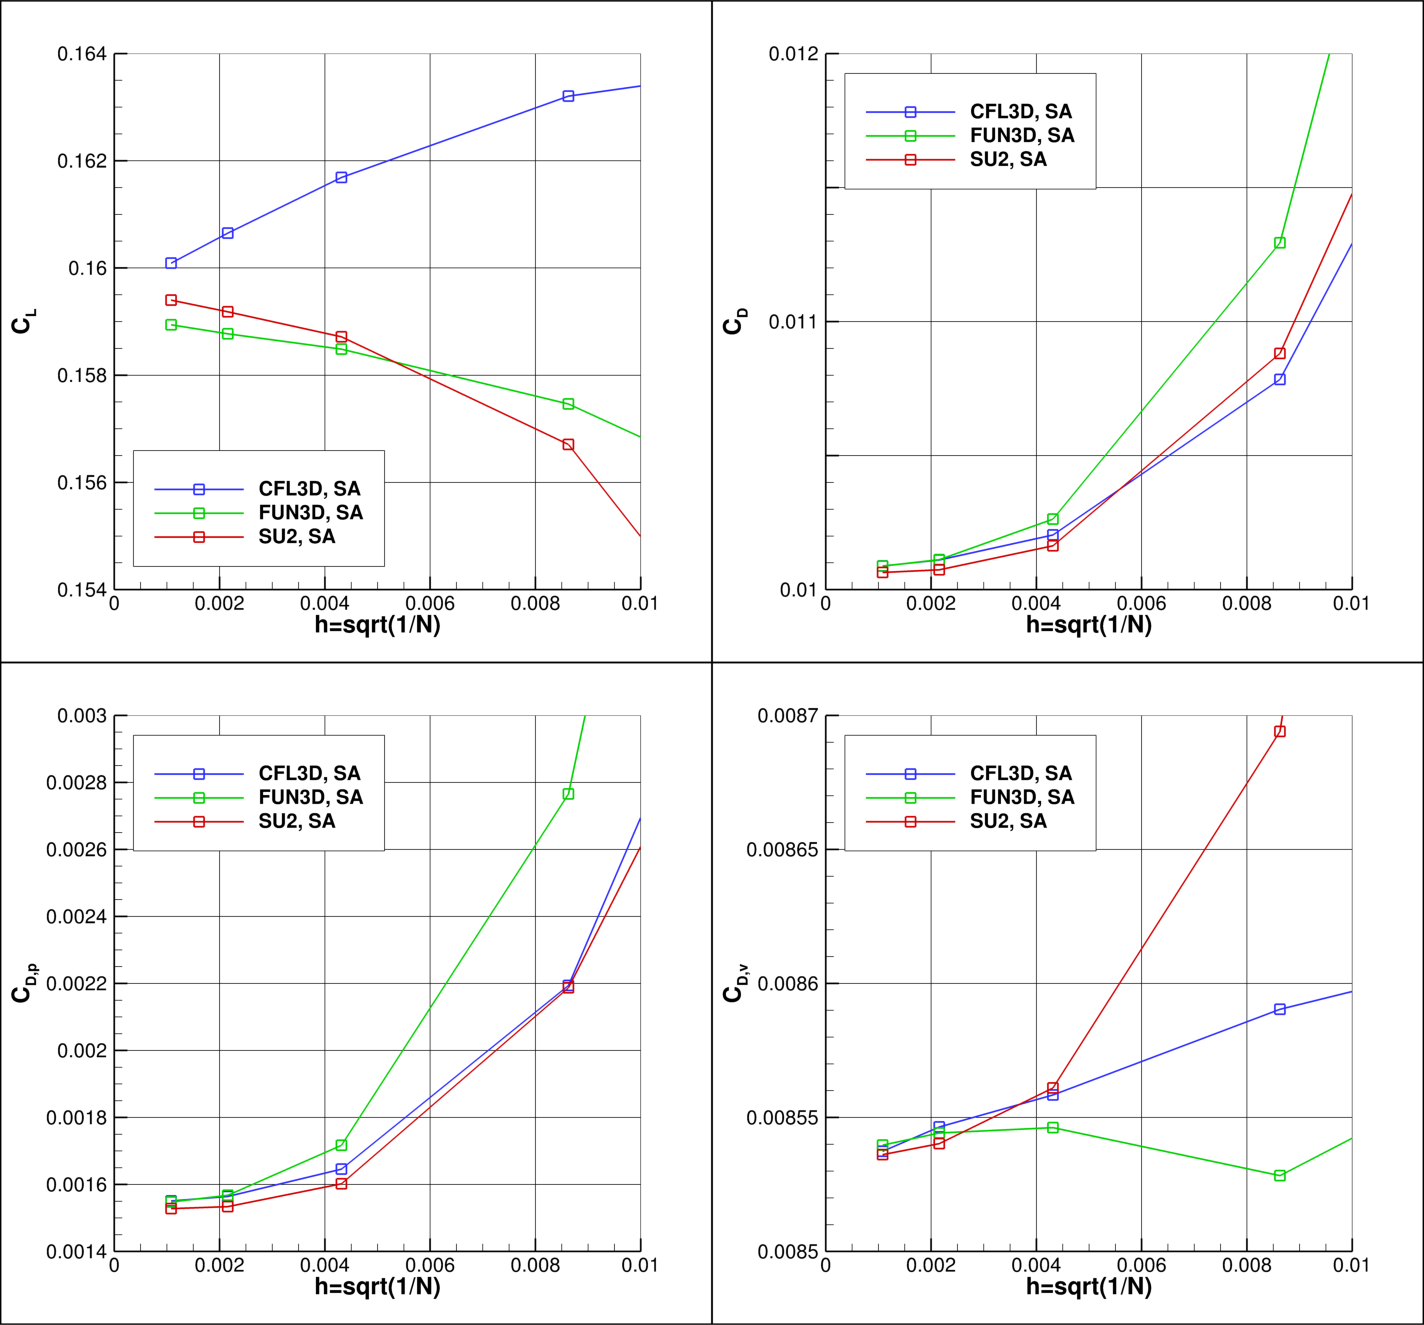 0.164
0.162
0.16
0.158
0.156
0.154
C_L
CFL3D, SA
FUN3D, SA
SU2, SA
0 0.002 0.004 0.006 0.008 0.01
h=sqrt(1/N)
0.012
0.011
0.01
C_D
CFL3D, SA
FUN3D, SA
SU2, SA
0 0.002 0.004 0.006 0.008 0.01
h=sqrt(1/N)
0.003
0.0028
0.0026
0.0024
0.0022
0.002
0.0018
0.0016
0.0014
C_D,p
CFL3D, SA
FUN3D, SA
SU2, SA
0 0.002 0.004 0.006 0.008 0.01
h=sqrt(1/N)
0.0087
0.00865
0.0086
0.00855
0.0085
C_D,v
CFL3D, SA
FUN3D, SA
SU2, SA
0 0.002 0.004 0.006 0.008 0.01
h=sqrt(1/N)